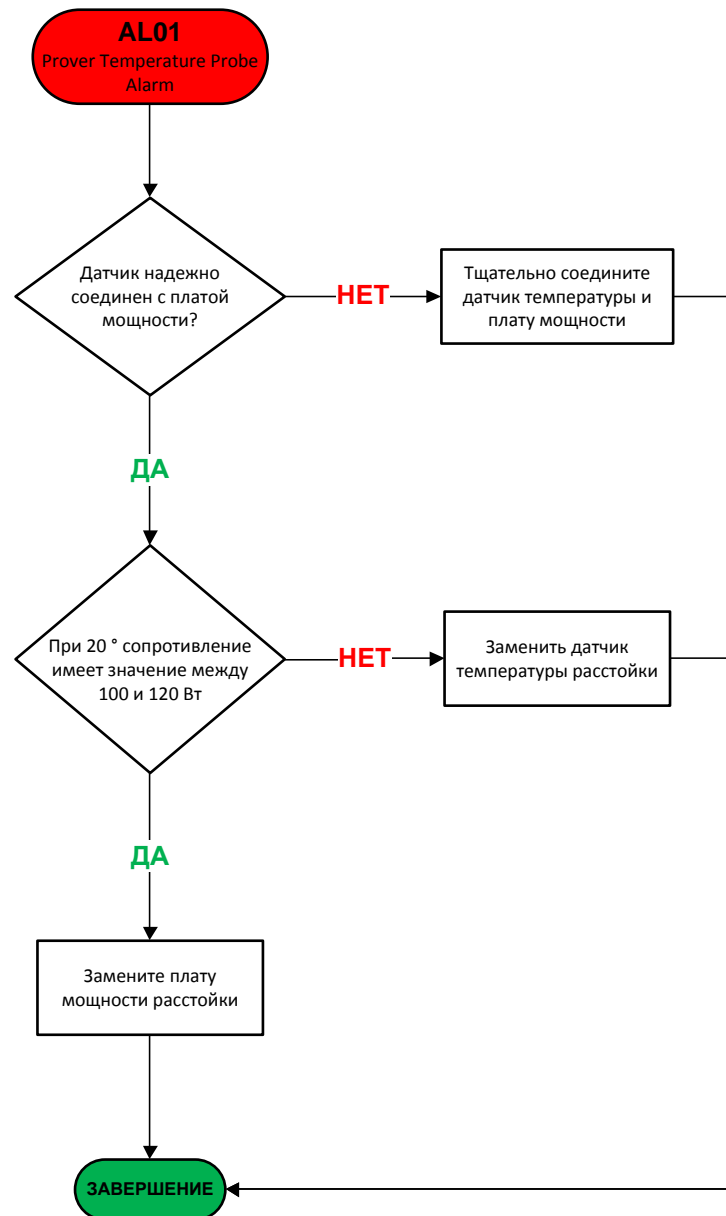 AL01
Prover Temperature Probe
Alarm
Датчик надежно
соединен с платой
мощности?
НЕТ
Тщательно соедините
датчик температуры и
плату мощности
ДА
При 20 ° сопротивление
имеет значение между
100 и 120 Вт
НЕТ
Заменить датчик
температуры расстойки
ДА
Замените плату
мощности расстойки
ЗАВЕРШЕНИЕ